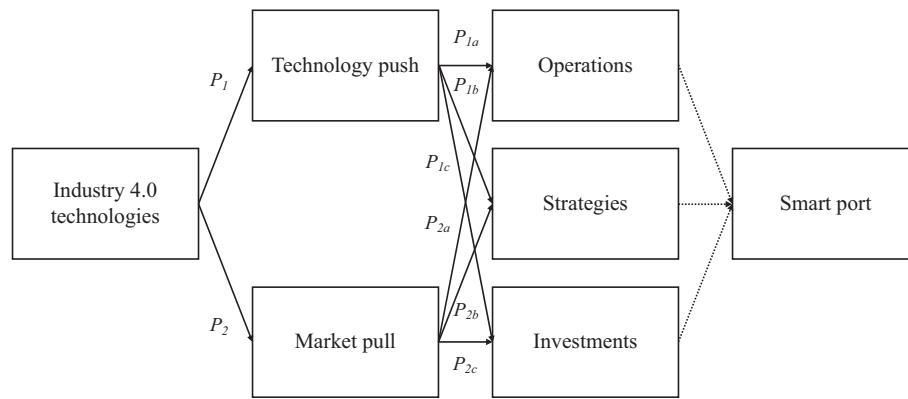 P1a
Technology push
Operations
P1
P1b
P1c
Industry 4.0
technologies
Strategies
Smart port
P2a
P2
P2b
Market pull
Investments
P2c